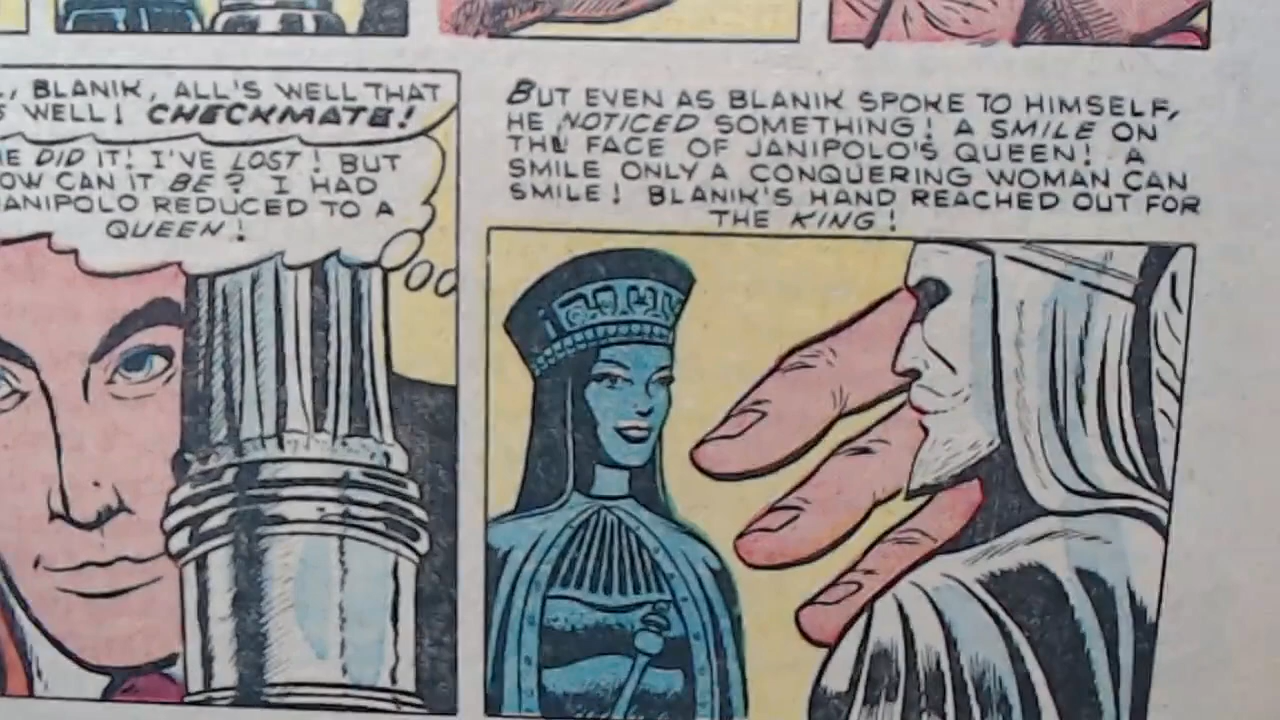 BLANIK, ALL'S WELL THAT
WELL! CHECKMATE!
DID IT! I'VE LOST! BUT
CAN IT BE? I HAD
JANIPOLO REDUCED TO A
QUEEN!
BUT EVEN AS BLANIK SPOKE TO HIMSELF,
HE NOTICED SOMETHING! A SMILE ON
THE FACE OF JANIPOLO'S QUEEN! A
SMILE ONLY A CONQUERING WOMAN CAN
SMILE! BLANIK'S HAND REACHED OUT FOR
THE KING!